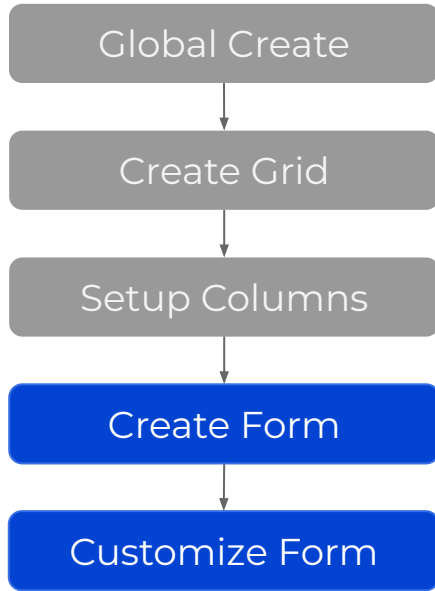 Global Create
Create Grid
Setup Columns
Create Form
Customize Form